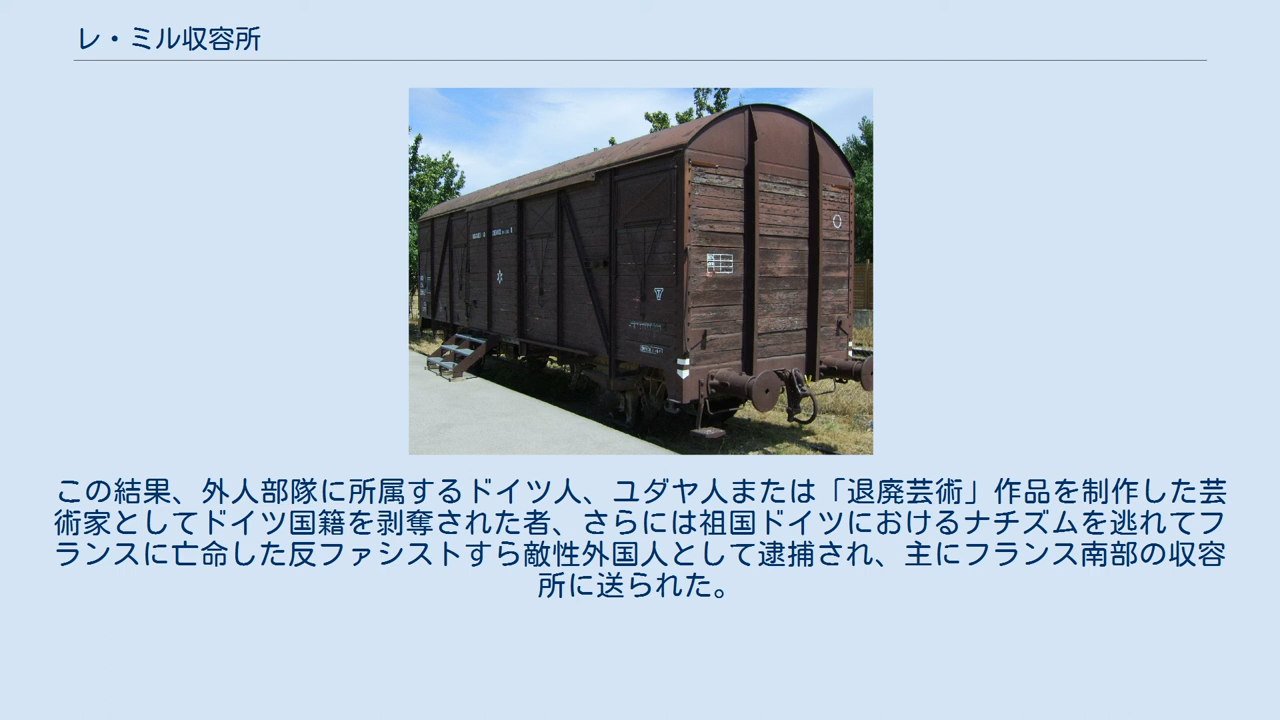 レ・ミル収容所
この結果、外人部隊に所属するドイツ人、ユダヤ人または「退廃芸術」作品を制作した芸
術家としてドイツ国籍を剥奪された者、さらには祖国ドイツにおけるナチズムを逃れてフ
ランスに亡命した反ファシストすら敵性外国人として逮捕され、主にフランス南部の収容
所に送られた。